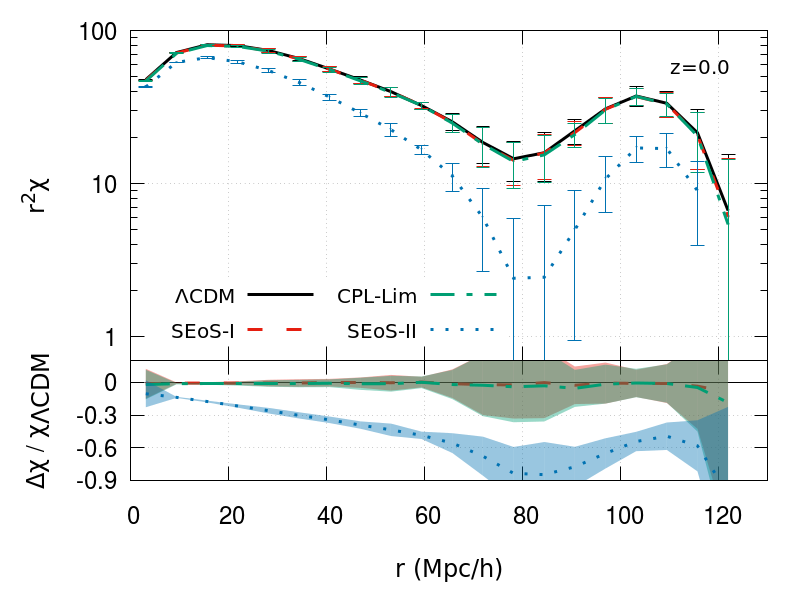 100
z=0.0
10
r²χ
ΛCDM CPL-Lim
SEoS-I SEoS-II
1
0
-0.3
-0.6
-0.9
Δχ / χΛCDM
0 20 40 60 80 100 120
r (Mpc/h)